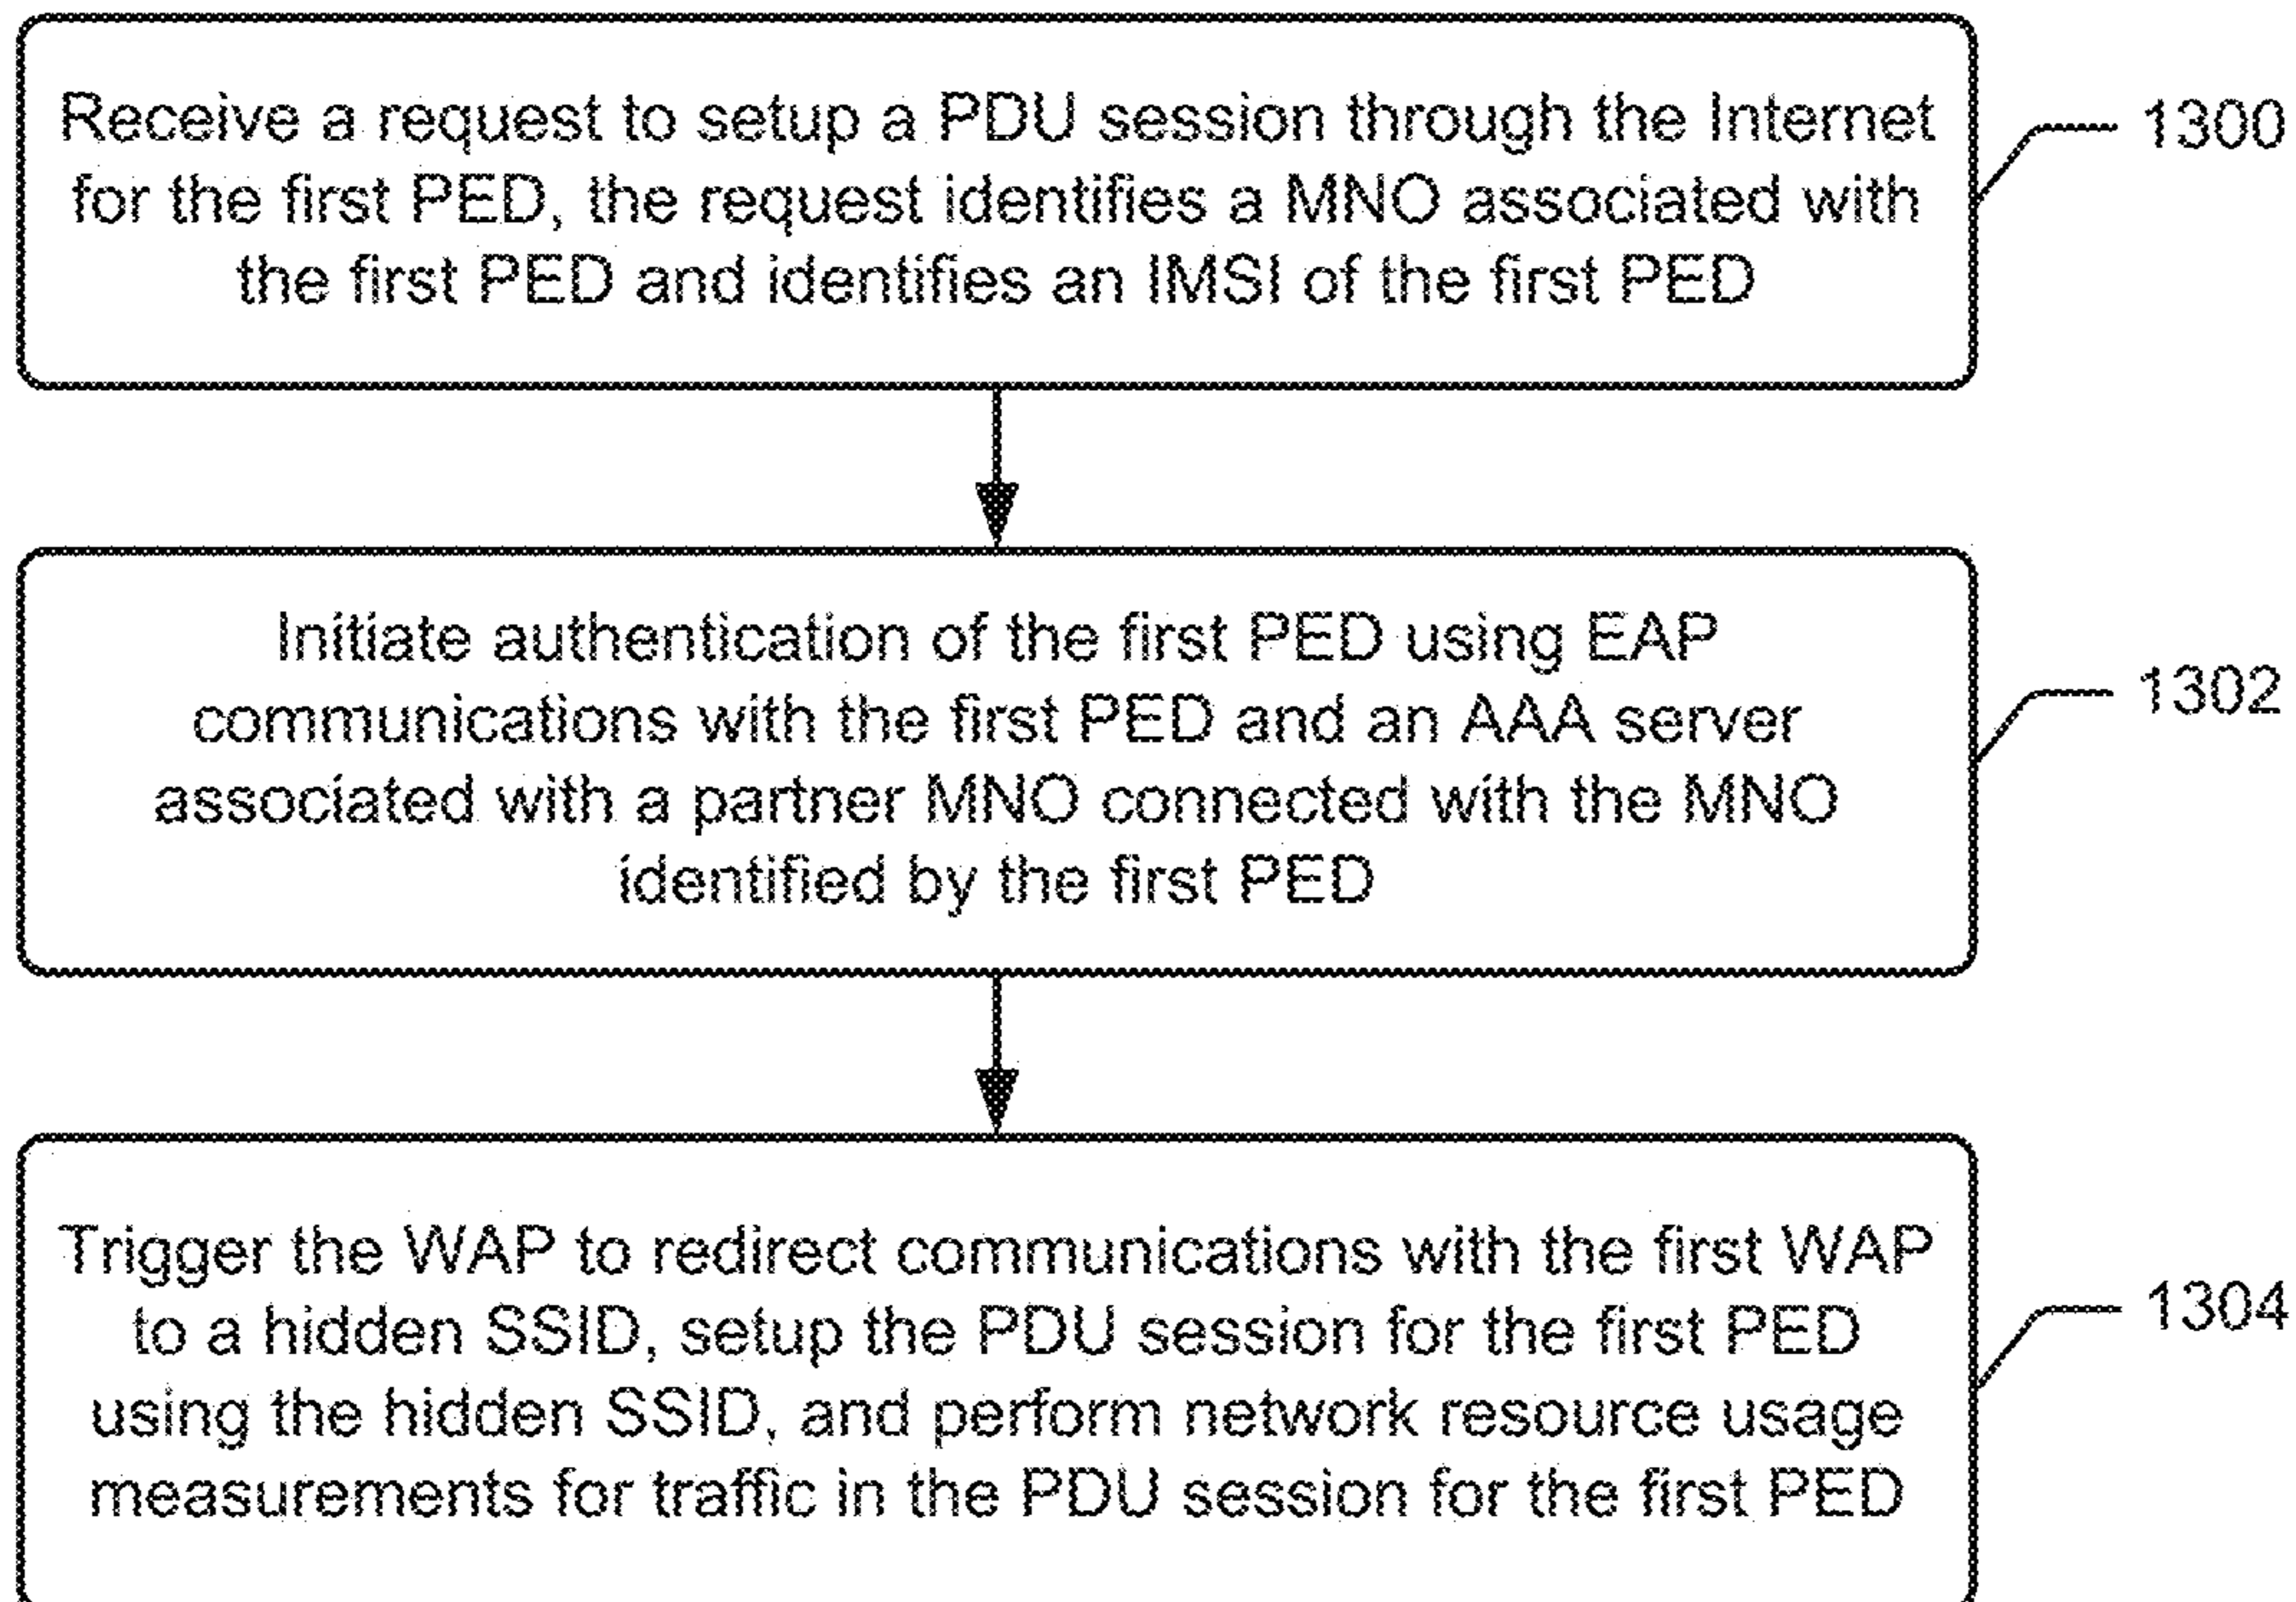 Receive a request to setup a PDU session through the Internet
for the first PED, the request identifies a MNO associated with
the first PED and identifies an IMSI of the first PED
1300
Initiate authentication of the first PED using EAP
communications with the first PED and an AAA server
associated with a partner MNO connected with the MNO
identified by the first PED
1302
Trigger the WAP to redirect communications with the first WAP
to a hidden SSID, setup the PDU session for the first PED
using the hidden SSID, and perform network resource usage
measurements for traffic in the PDU session for the first PED
1304